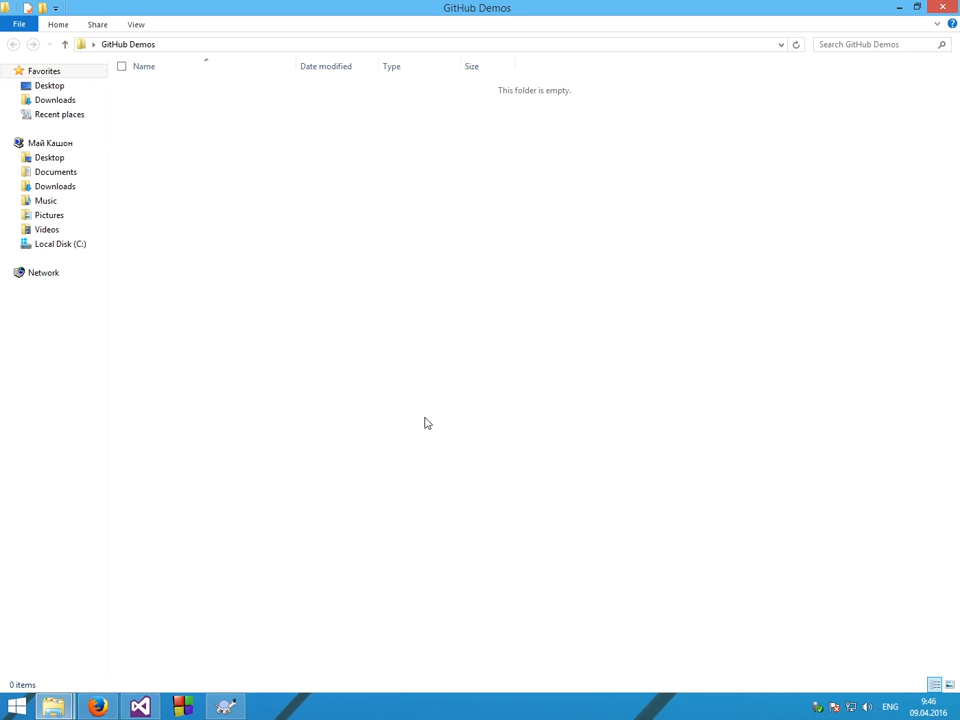 GitHub Demos
File Home Share View
GitHub Demos
Search GitHub Demos
Name Date modified Type Size
This folder is empty.
Favorites
Desktop
Downloads
Recent places
Май Кашон
Desktop
Documents
Downloads
Music
Pictures
Videos
Local Disk (C:)
Network
0 items
ENG
9:46
09.04.2016